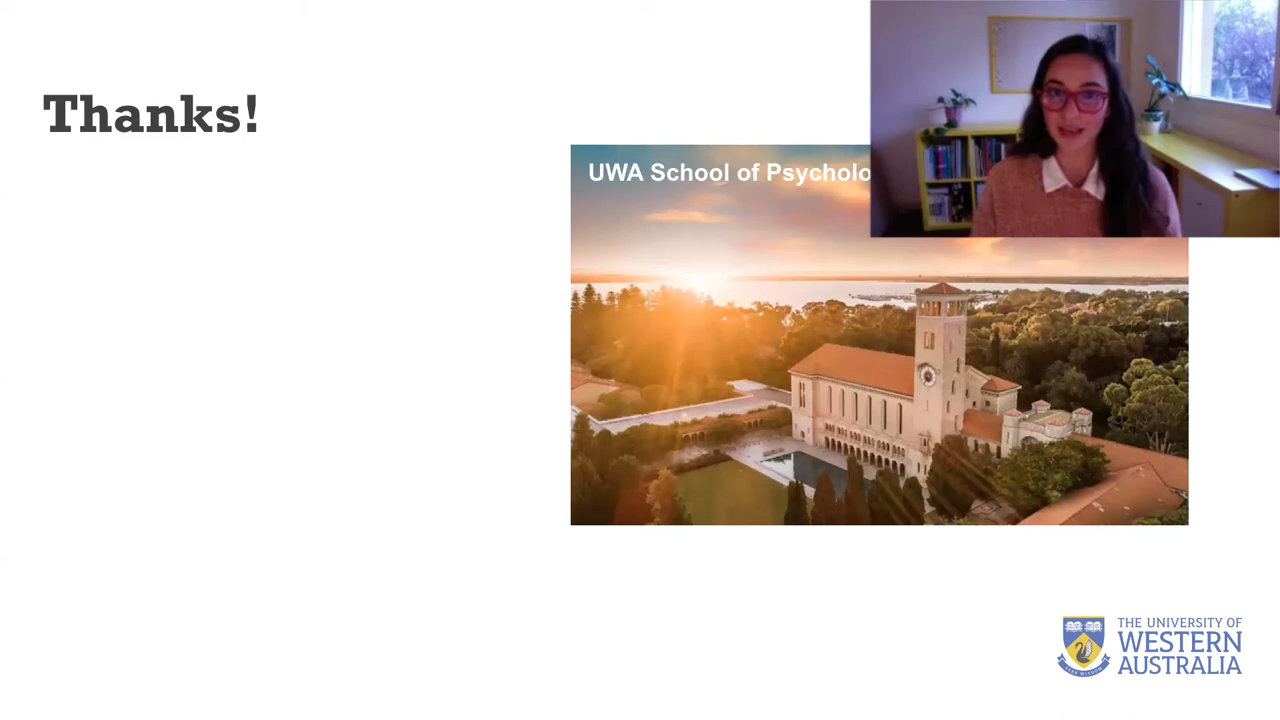 Thanks!
UWA School of Psycholo
THE UNIVERSITY OF
WESTERN
AUSTRALIA